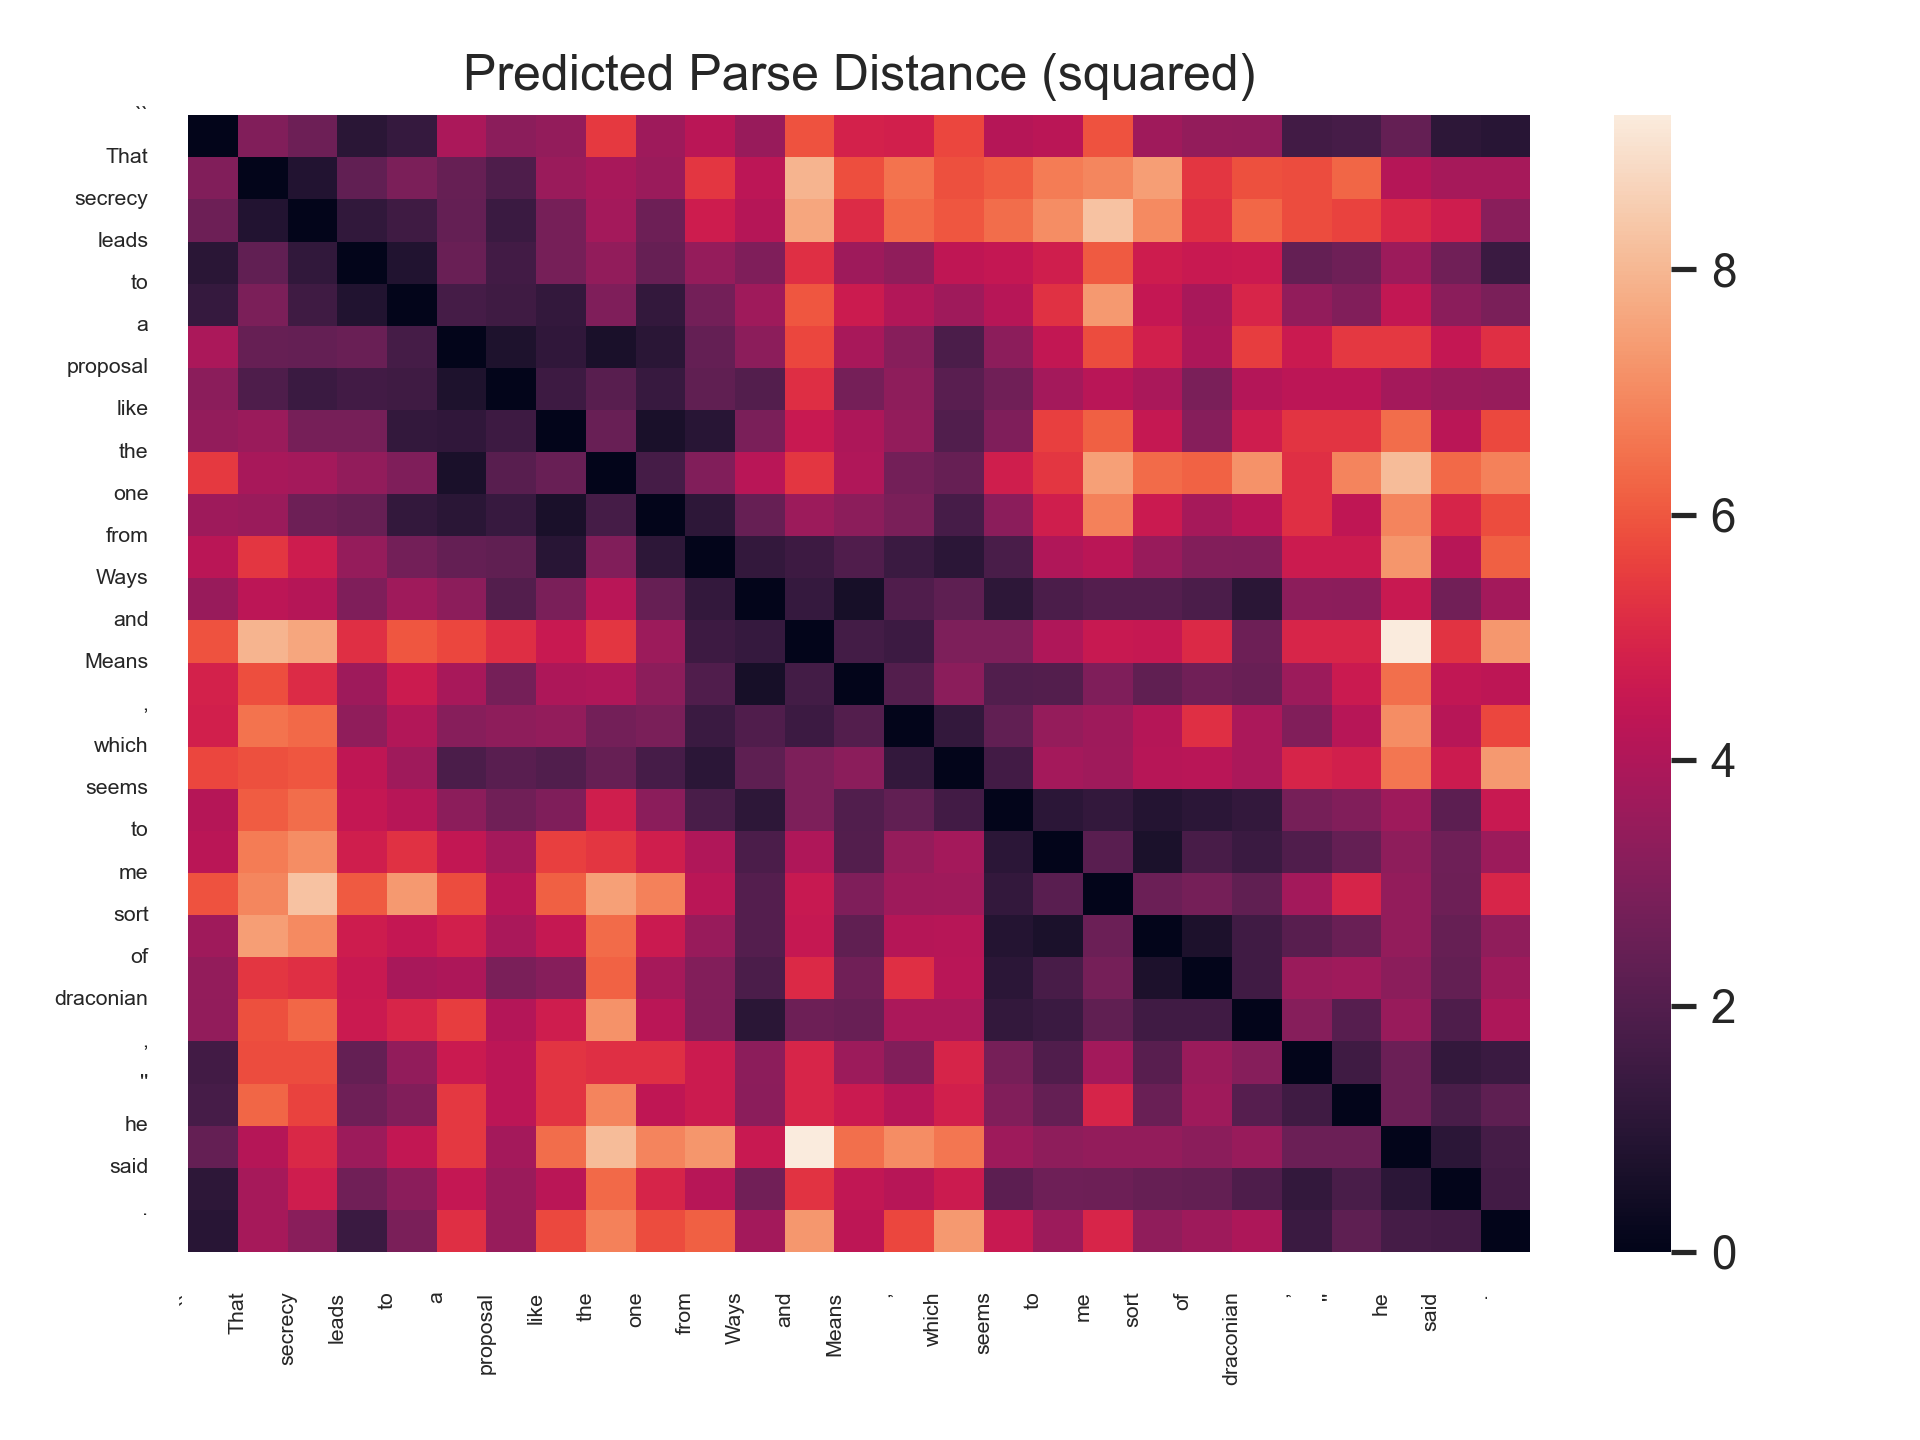 Predicted Parse Distance (squared)
``
That
secrecy
leads
to
a
proposal
like
the
one
from
Ways
and
Means
,
which
seems
to
me
sort
of
draconian
,
''
he
said
.
8
6
4
2
0
`` That secrecy leads to a proposal like the one from Ways and Means , which seems to me sort of draconian , '' he said .